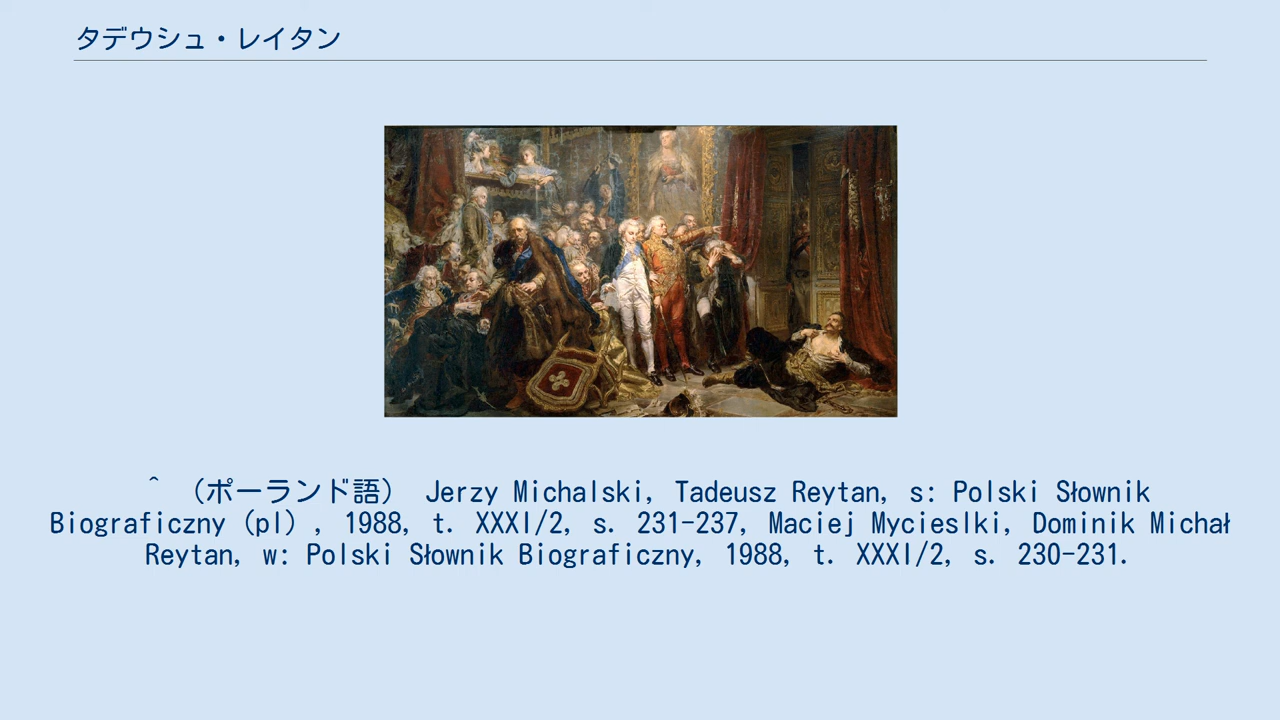 タデウシュ・レイタン
^ （ポーランド語） Jerzy Michalski, Tadeusz Reytan, s: Polski Słownik
Biograficzny (pl) , 1988, t. XXXI/2, s. 231-237, Maciej Mycieslki, Dominik Michał
Reytan, w: Polski Słownik Biograficzny, 1988, t. XXXI/2, s. 230-231.